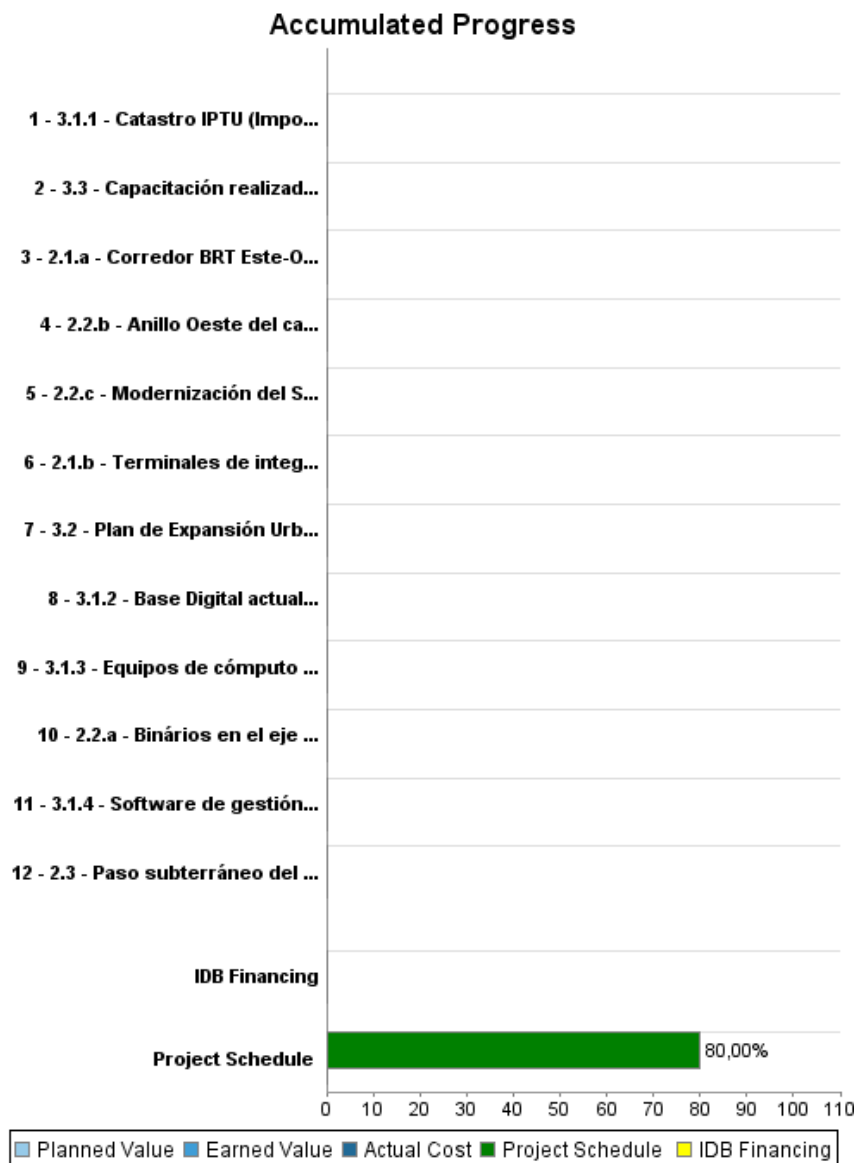 Accumulated Progress
1 - 3.1.1 - Catastro IPTU (Impo...
2 - 3.3 - Capacitación realizad...
3 - 2.1.a - Corredor BRT Este-O...
4 - 2.2.b - Anillo Oeste del ca...
5 - 2.2.c - Modernización del S...
6 - 2.1.b - Terminales de integ...
7 - 3.2 - Plan de Expansión Urb...
8 - 3.1.2 - Base Digital actual...
9 - 3.1.3 - Equipos de cómputo ...
10 - 2.2.a - Binários en el eje ...
11 - 3.1.4 - Software de gestión...
12 - 2.3 - Paso subterráneo del ...
IDB Financing
Project Schedule 80,00%
0 10 20 30 40 50 60 70 80 90 100 110
Planned Value Earned Value Actual Cost Project Schedule IDB Financing